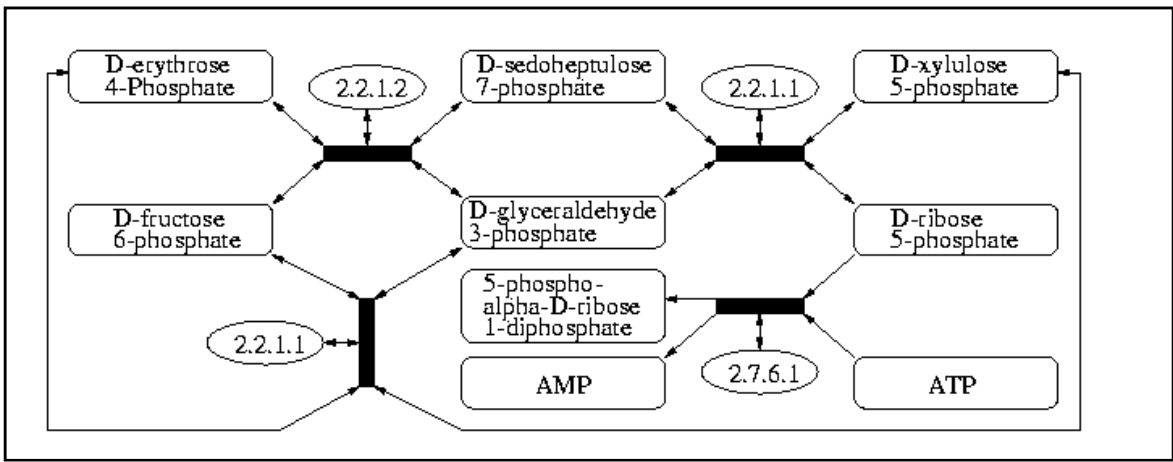 D-erythrose
4-Phosphate
2.2.1.2
D-sedoheptulose
7-phosphate
2.2.1.1
D-xylulose
5-phosphate
D-fructose
6-phosphate
D-glyceraldehyde
3-phosphate
D-ribose
5-phosphate
5-phospho-
alpha-D-ribose
1-diphosphate
2.2.1.1
2.7.6.1
AMP
ATP